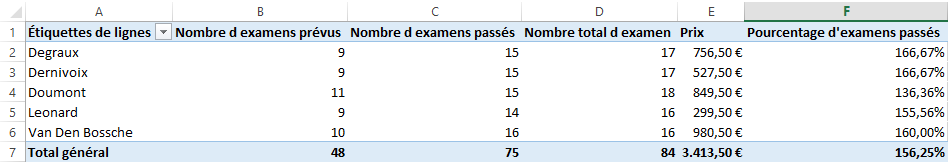 A B C D E F
1 Étiquettes de lignes Nombre d examens prévus Nombre d examens passés Nombre total d examen Prix Pourcentage d'examens passés
2 Degraux 9 15 17 756,50 € 166,67%
3 Dernivoix 9 15 17 527,50 € 166,67%
4 Doumont 11 15 18 849,50 € 136,36%
5 Leonard 9 14 16 299,50 € 155,56%
6 Van Den Bossche 10 16 16 980,50 € 160,00%
7 Total général 48 75 84 3.413,50 € 156,25%